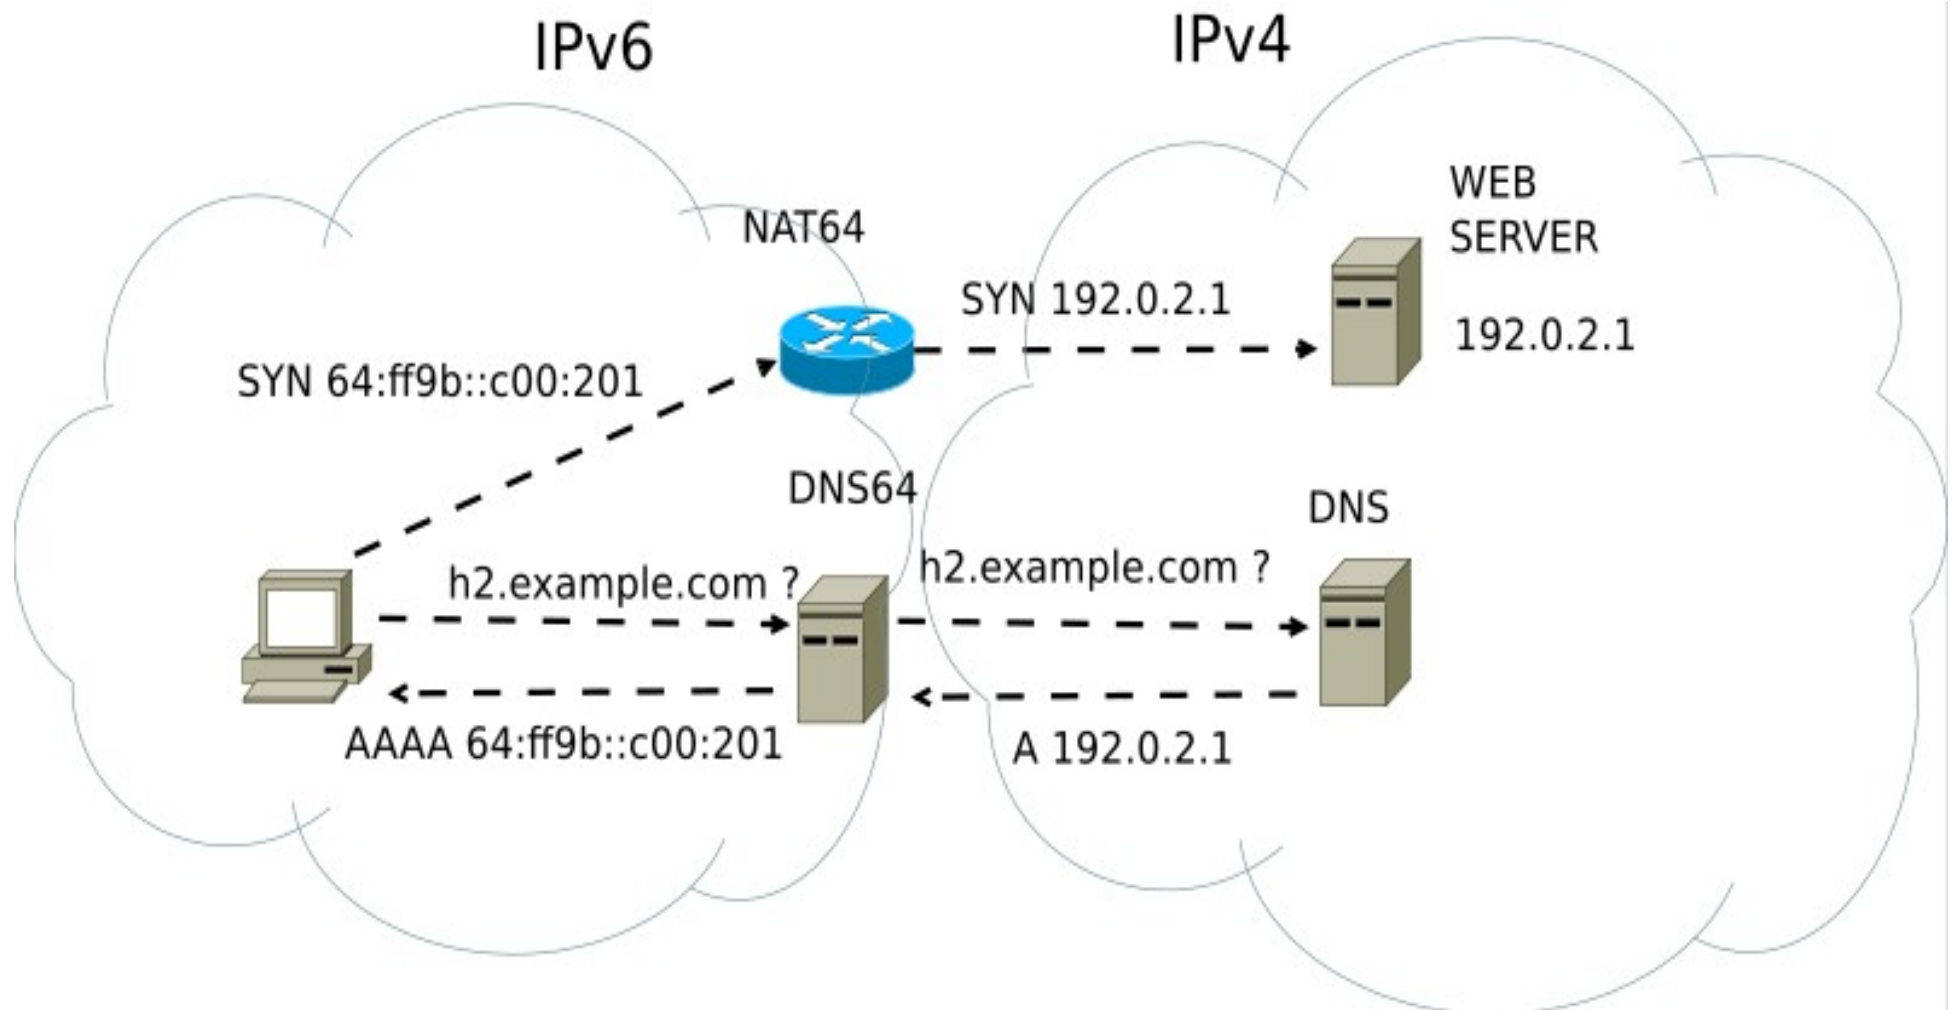 IPv6
IPv4
WEB
SERVER
NAT64
SYN 192.0.2.1
192.0.2.1
SYN 64:ff9b::c00:201
DNS64
DNS
h2.example.com ?
h2.example.com ?
AAAA 64:ff9b::c00:201
A 192.0.2.1